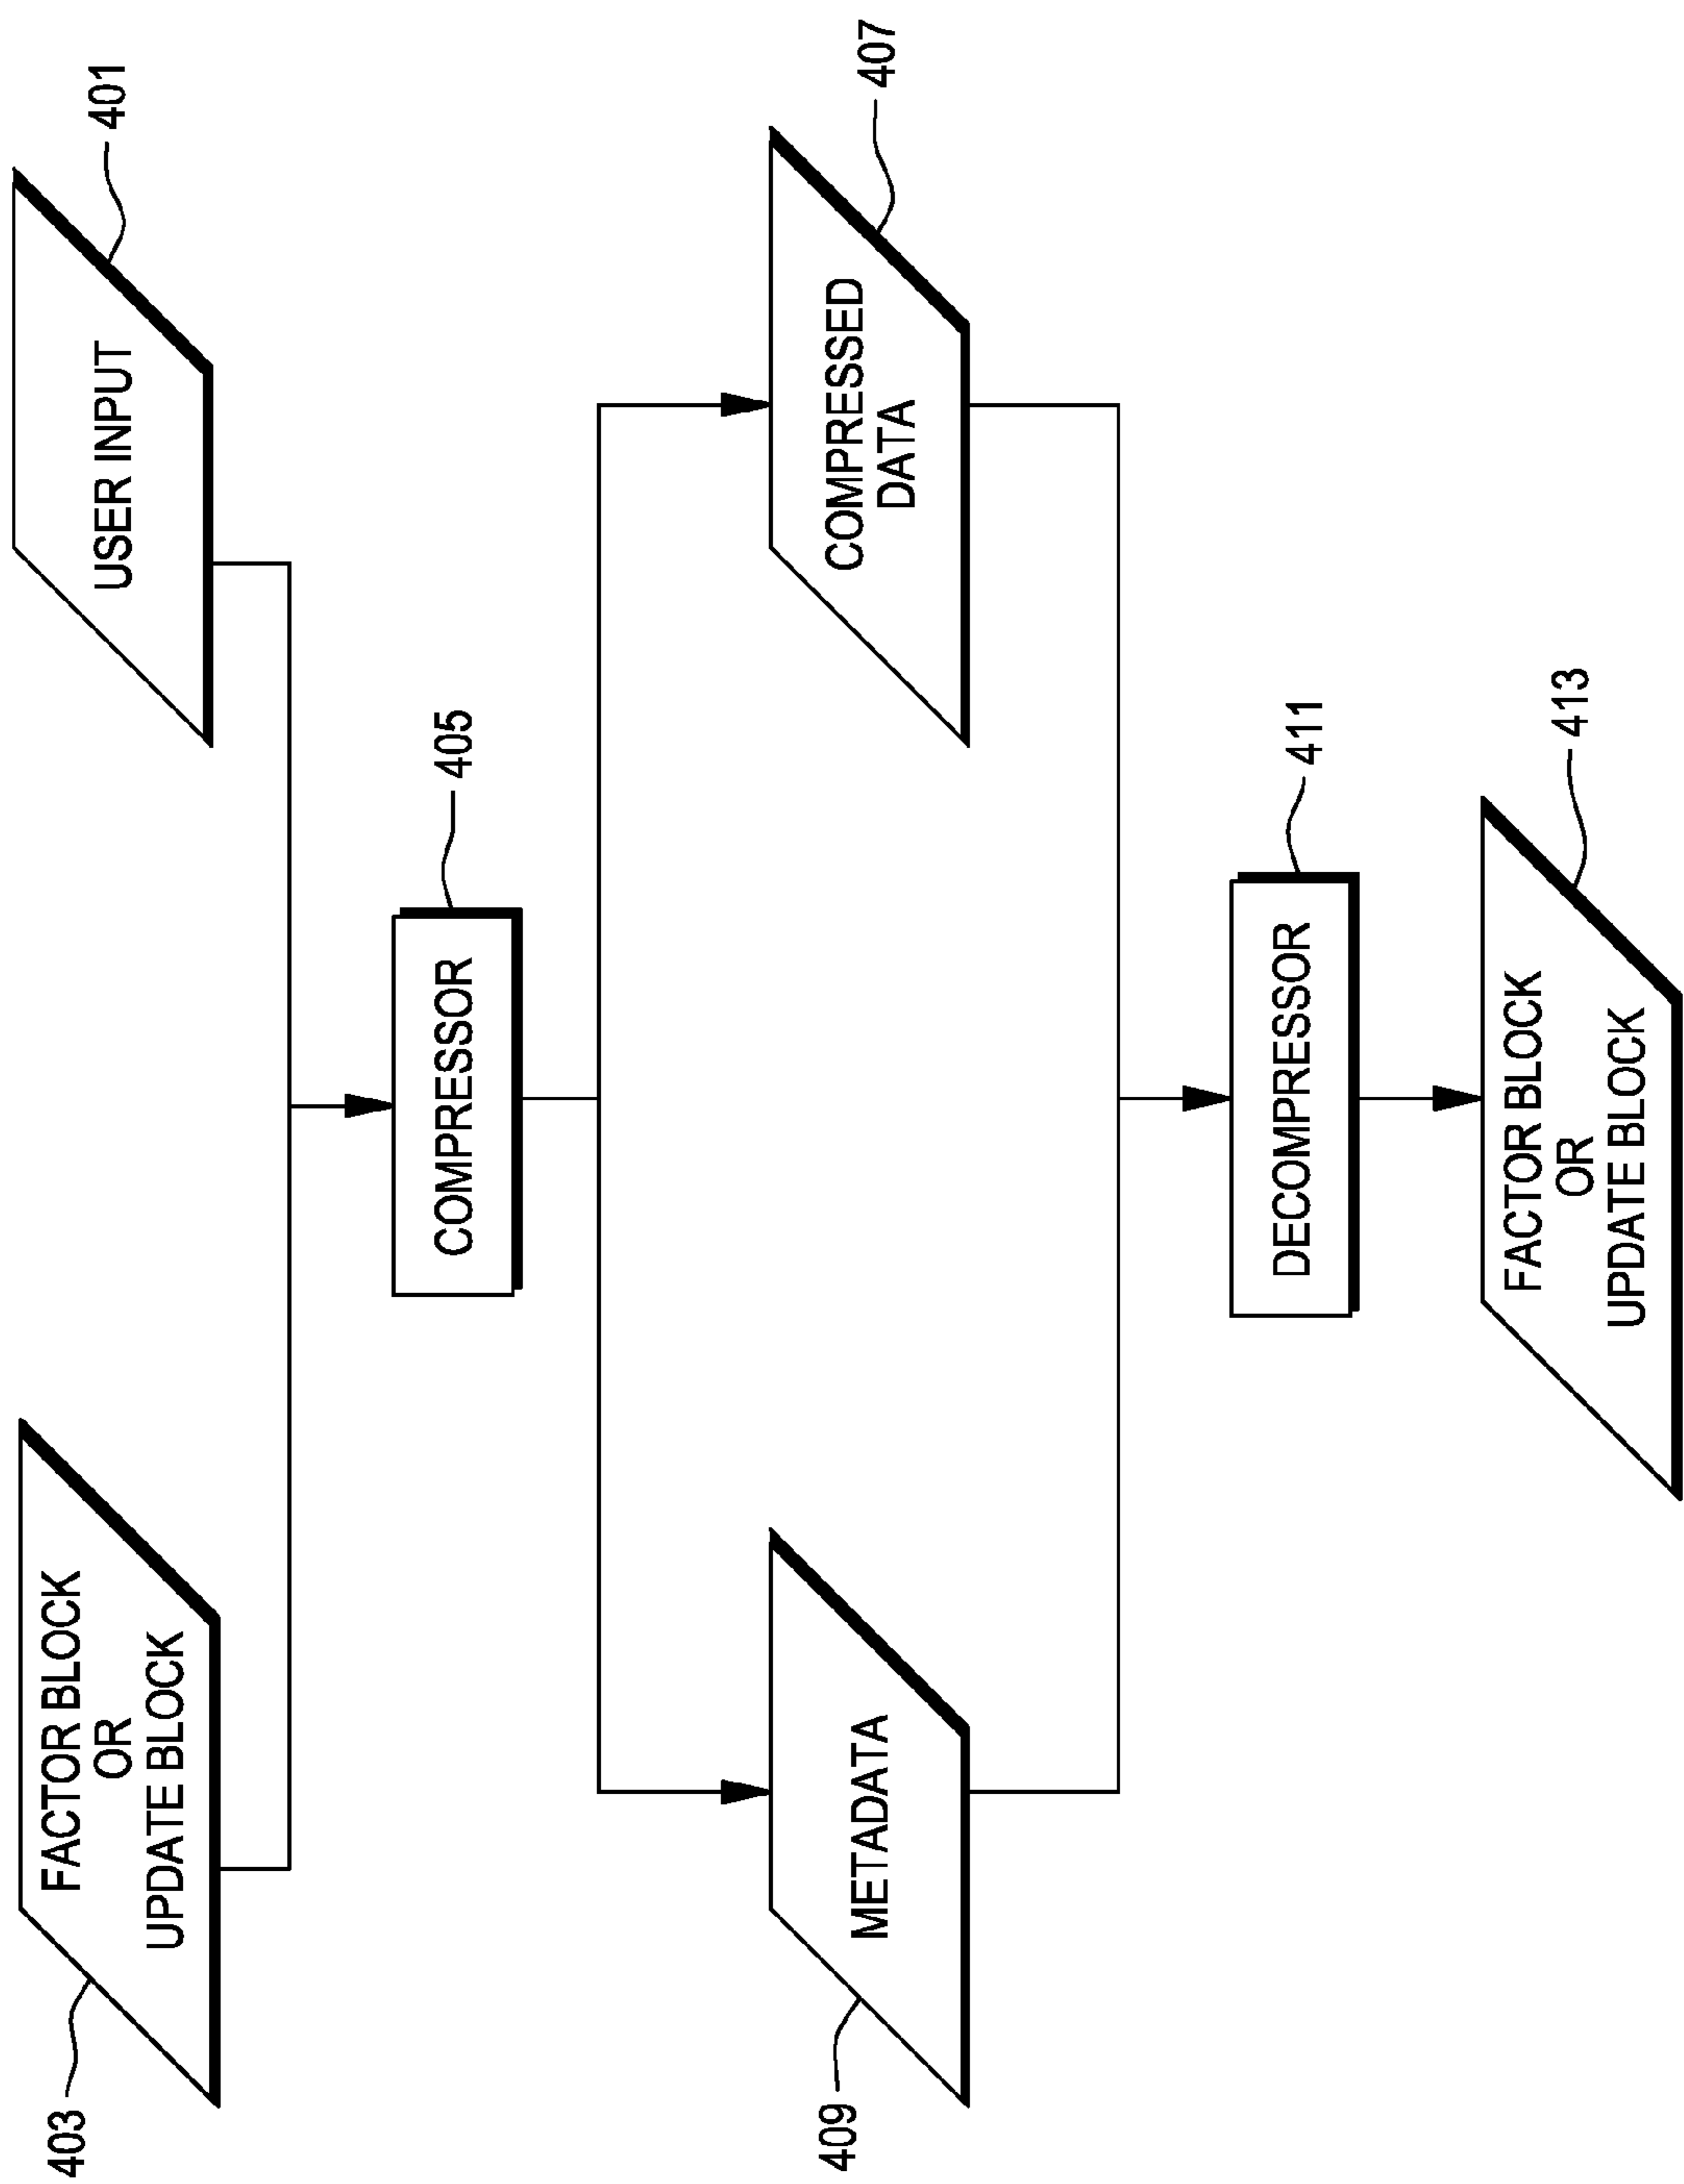 403
FACTOR BLOCK
OR
UPDATE BLOCK
USER INPUT
401
COMPRESSOR
405
409
METADATA
COMPRESSED
DATA
407
DECOMPRESSOR
411
FACTOR BLOCK
OR
UPDATE BLOCK
413